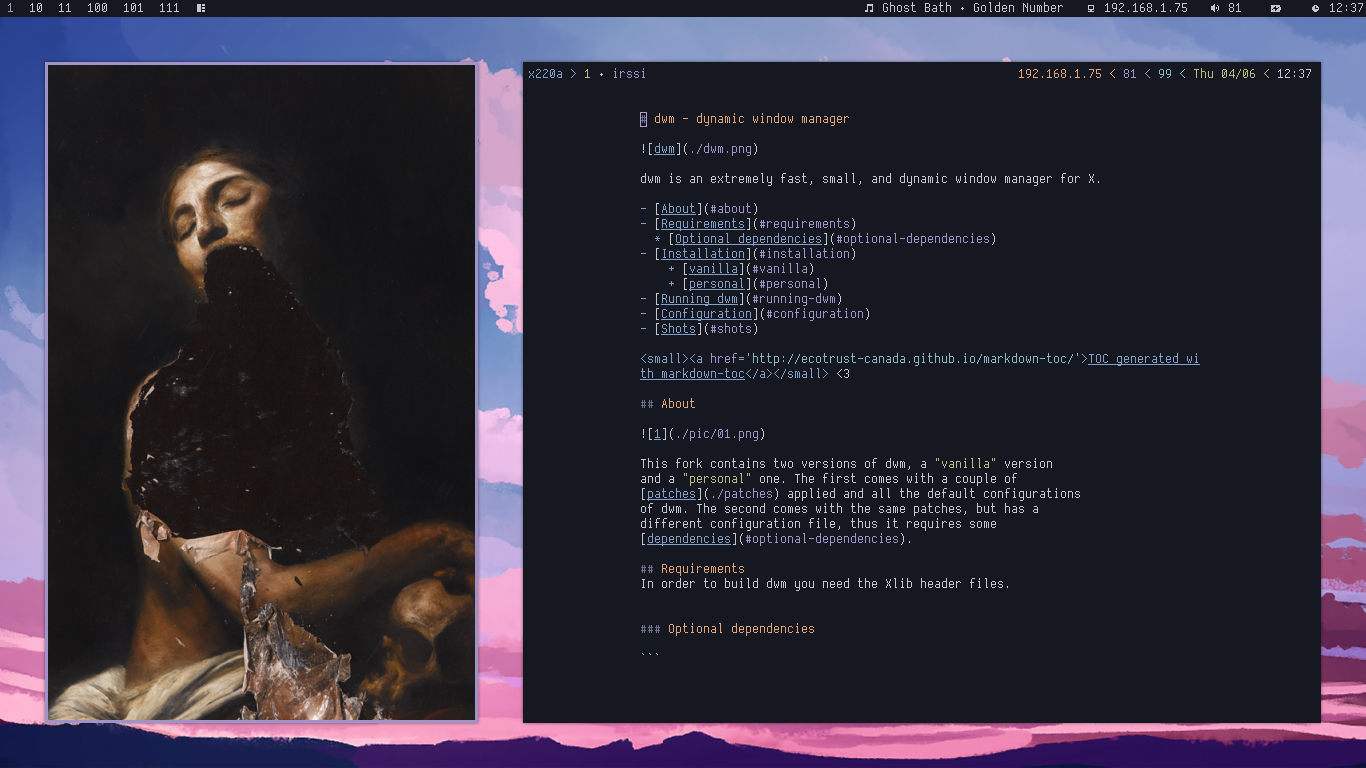 1 10 11 100 101 111
Ghost Bath • Golden Number 192.168.1.75 81 12:37
x220a > 1 • irssi
192.168.1.75 < 81 < 99 < Thu 04/06 < 12:37
# dwm - dynamic window manager
![dwm](./dwm.png)
dwm is an extremely fast, small, and dynamic window manager for X.
- [About](#about)
- [Requirements](#requirements)
* [Optional dependencies](#optional-dependencies)
- [Installation](#installation)
+ [vanilla](#vanilla)
+ [personal](#personal)
- [Running dwm](#running-dwm)
- [Configuration](#configuration)
- [Shots](#shots)
<small><a href='http://ecotrust-canada.github.io/markdown-toc/'>TOC generated wi
th markdown-toc</a></small> <3
## About
![1](./pic/01.png)
This fork contains two versions of dwm, a "vanilla" version
and a "personal" one. The first comes with a couple of
[patches](./patches) applied and all the default configurations
of dwm. The second comes with the same patches, but has a
different configuration file, thus it requires some
[dependencies](#optional-dependencies).
## Requirements
In order to build dwm you need the Xlib header files.
### Optional dependencies
```